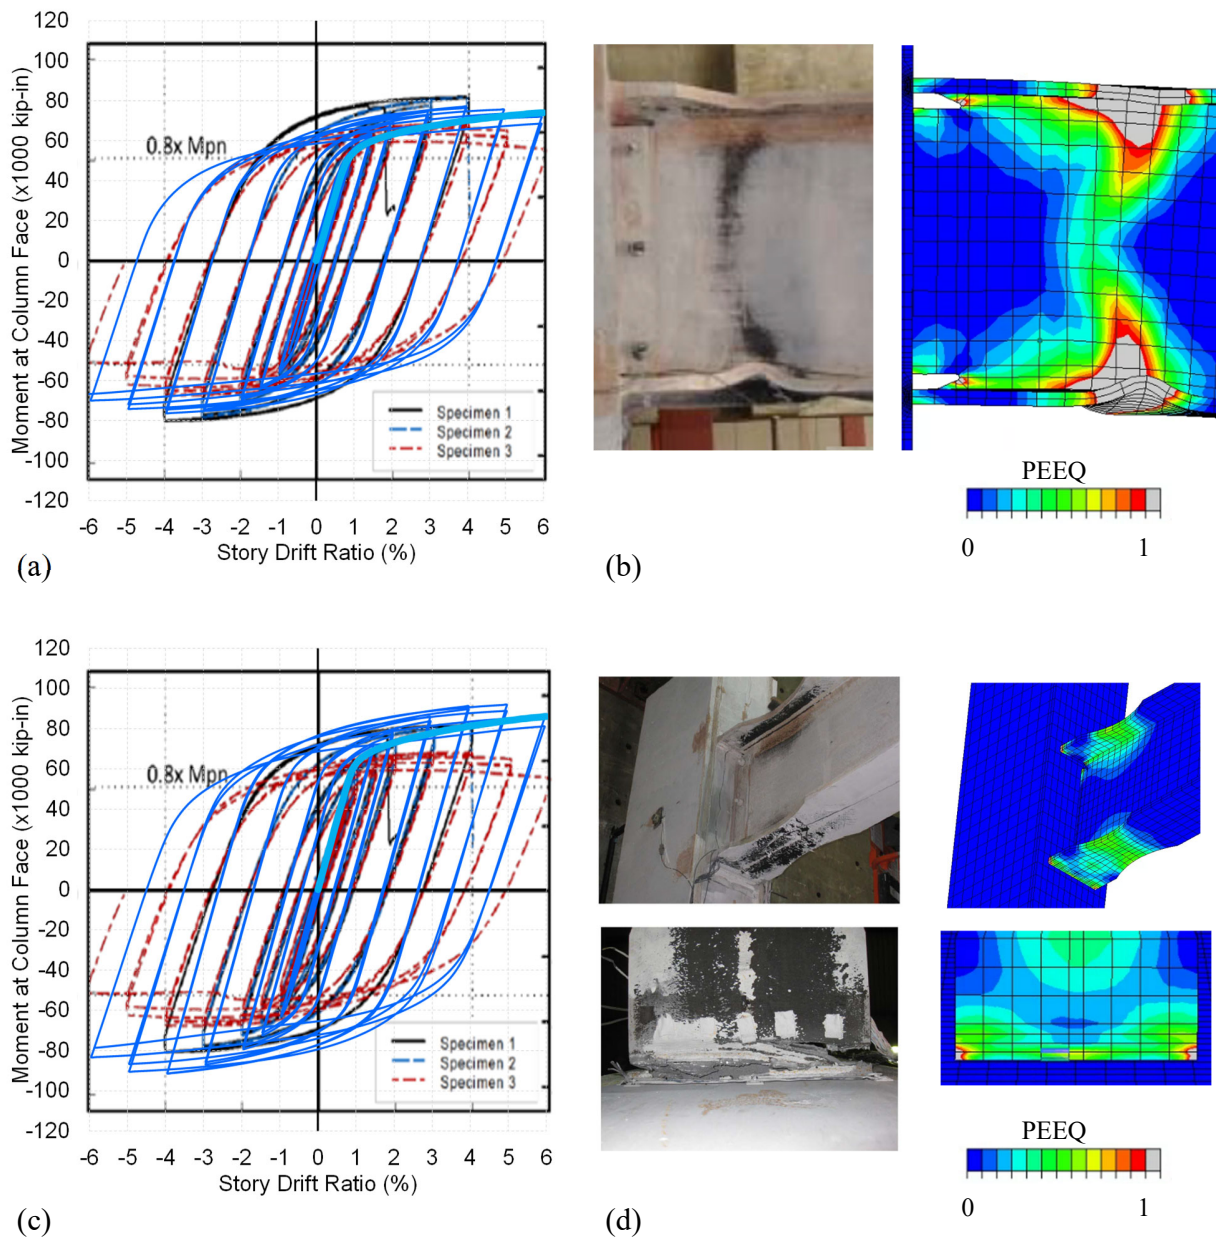 120
100
80
60
40
20
0
-20
-40
-60
-80
-100
-120
Moment at Column Face (x1000 kip-in)
0.8x Mpn
Specimen 1
Specimen 2
Specimen 3
-6 -5 -4 -3 -2 -1 0 1 2 3 4 5 6
Story Drift Ratio (%)
(a)
PEEQ
0 1
(b)
120
100
80
60
40
20
0
-20
-40
-60
-80
-100
-120
Moment at Column Face (x1000 kip-in)
0.8x Mpn
Specimen 1
Specimen 2
Specimen 3
-6 -5 -4 -3 -2 -1 0 1 2 3 4 5 6
Story Drift Ratio (%)
(c)
PEEQ
0 1
(d)